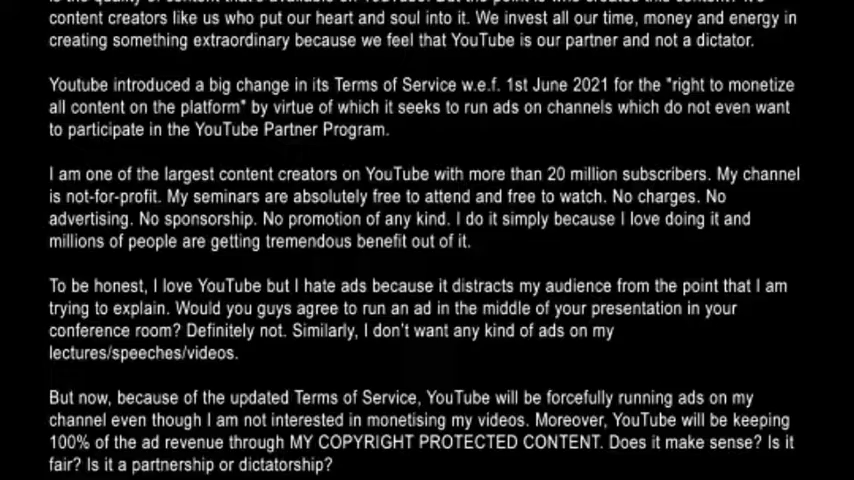 content creators like us who put our heart and soul into it. We invest all our time, money and energy in
creating something extraordinary because we feel that YouTube is our partner and not a dictator.
Youtube introduced a big change in its Terms of Service w.e.f. 1st June 2021 for the "right to monetize
all content on the platform" by virtue of which it seeks to run ads on channels which do not even want
to participate in the YouTube Partner Program.
I am one of the largest content creators on YouTube with more than 20 million subscribers. My channel
is not-for-profit. My seminars are absolutely free to attend and free to watch. No charges. No
advertising. No sponsorship. No promotion of any kind. I do it simply because I love doing it and
millions of people are getting tremendous benefit out of it.
To be honest, I love YouTube but I hate ads because it distracts my audience from the point that I am
trying to explain. Would you guys agree to run an ad in the middle of your presentation in your
conference room? Definitely not. Similarly, I don't want any kind of ads on my
lectures/speeches/videos.
But now, because of the updated Terms of Service, YouTube will be forcefully running ads on my
channel even though I am not interested in monetising my videos. Moreover, YouTube will be keeping
100% of the ad revenue through MY COPYRIGHT PROTECTED CONTENT. Does it make sense? Is it
fair? Is it a partnership or dictatorship?